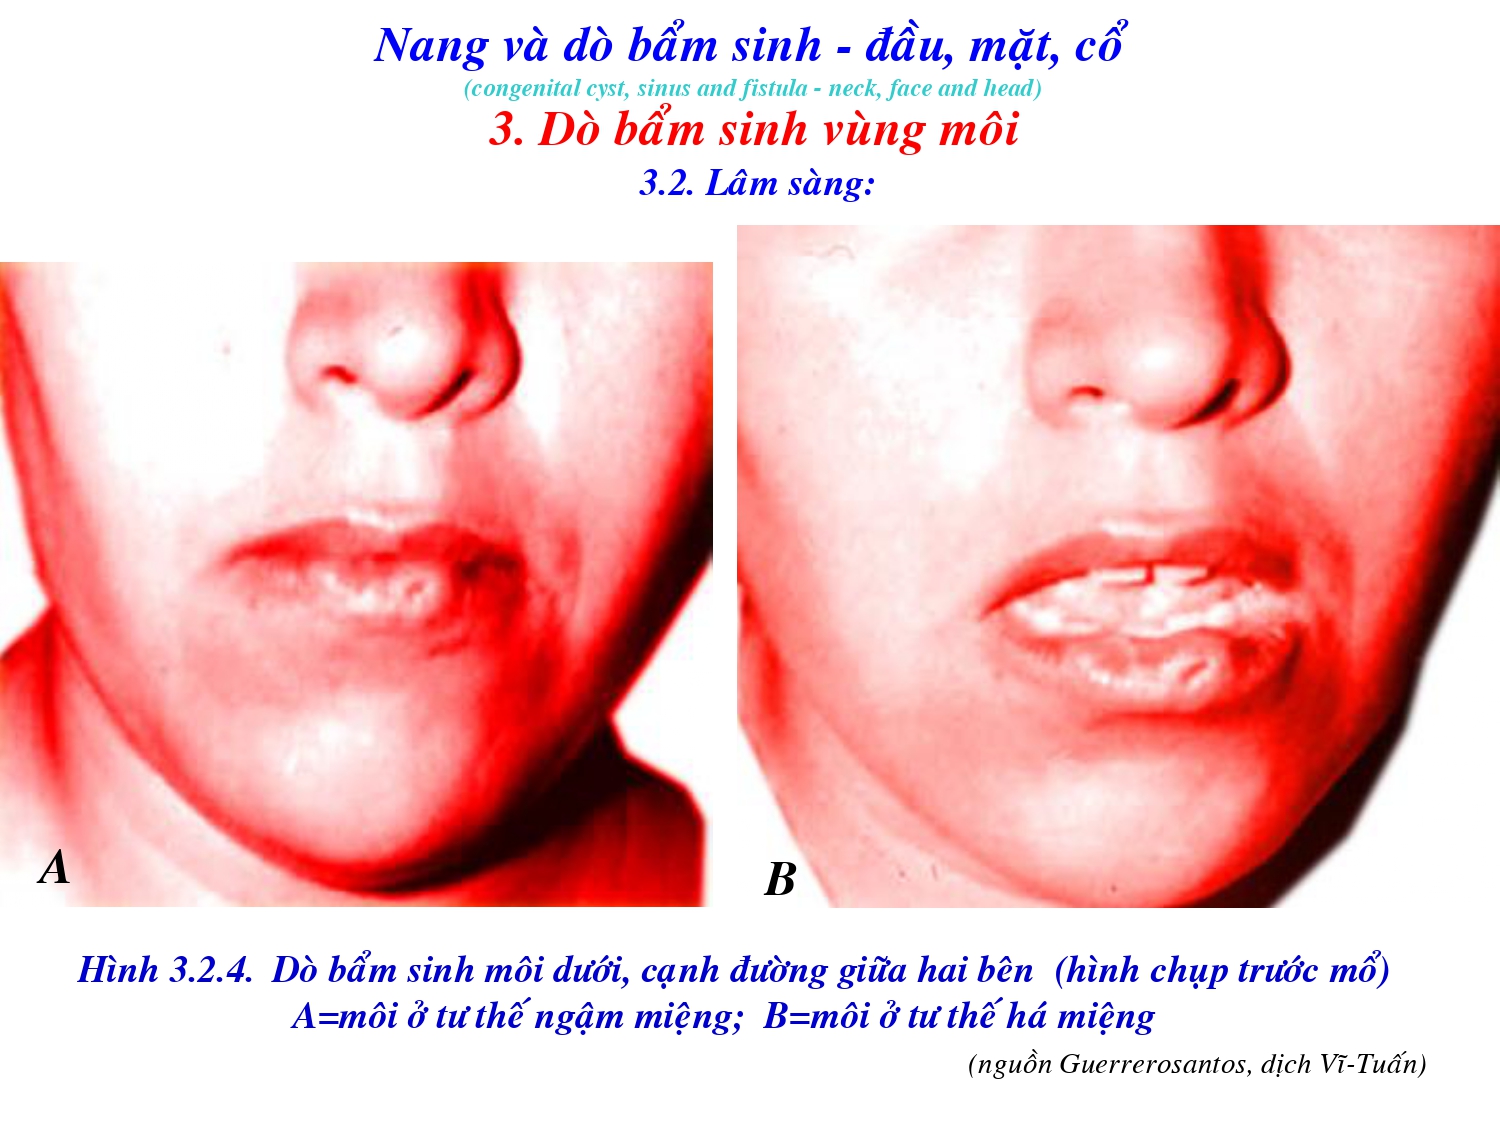 Nang và dò bẩm sinh - đầu, mặt, cổ
(congenital cyst, sinus and fistula - neck, face and head)
3. Dò bẩm sinh vùng môi
3.2. Lâm sàng:
A
B
Hình 3.2.4. Dò bẩm sinh môi dưới, cạnh đường giữa hai bên (hình chụp trước mổ)
A=môi ở tư thế ngậm miệng; B=môi ở tư thế há miệng
(nguồn Guerrerosantos, dịch Vĩ-Tuấn)